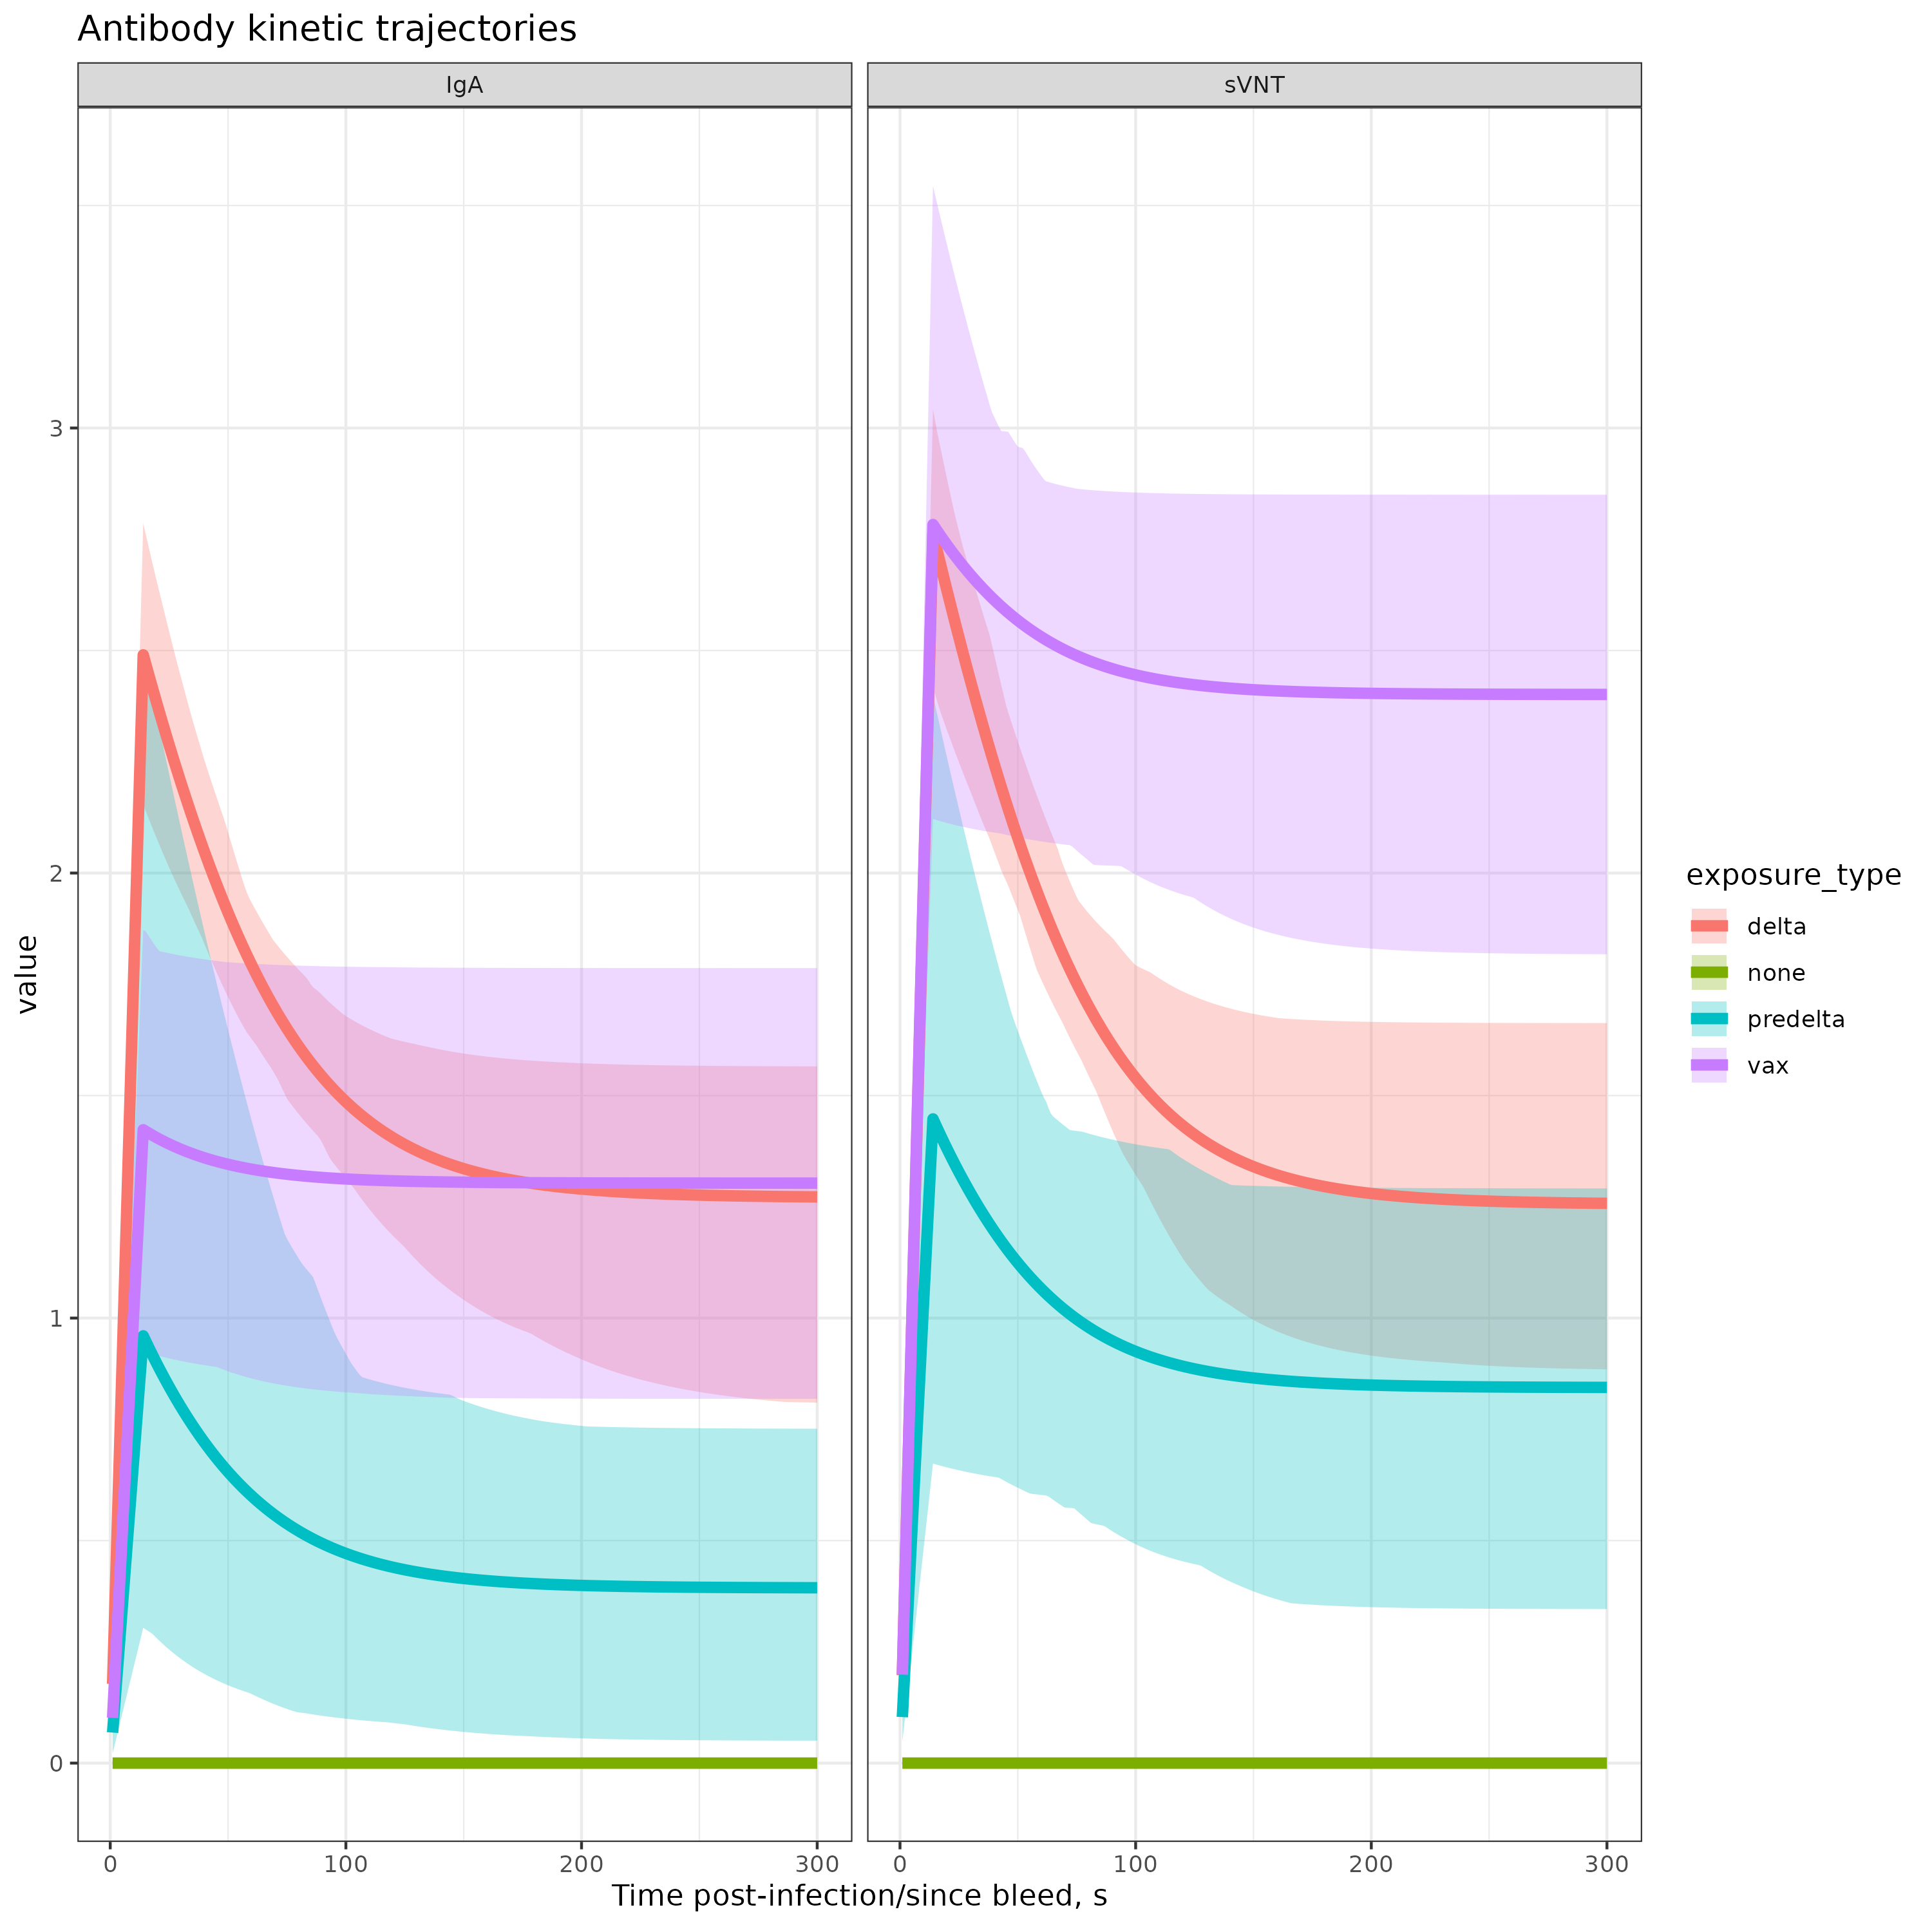 Antibody kinetic trajectories
IgA
sVNT
value
3
2
1
0
0 100 200 300
0 100 200 300
Time post-infection/since bleed, s
exposure_type
delta
none
predelta
vax